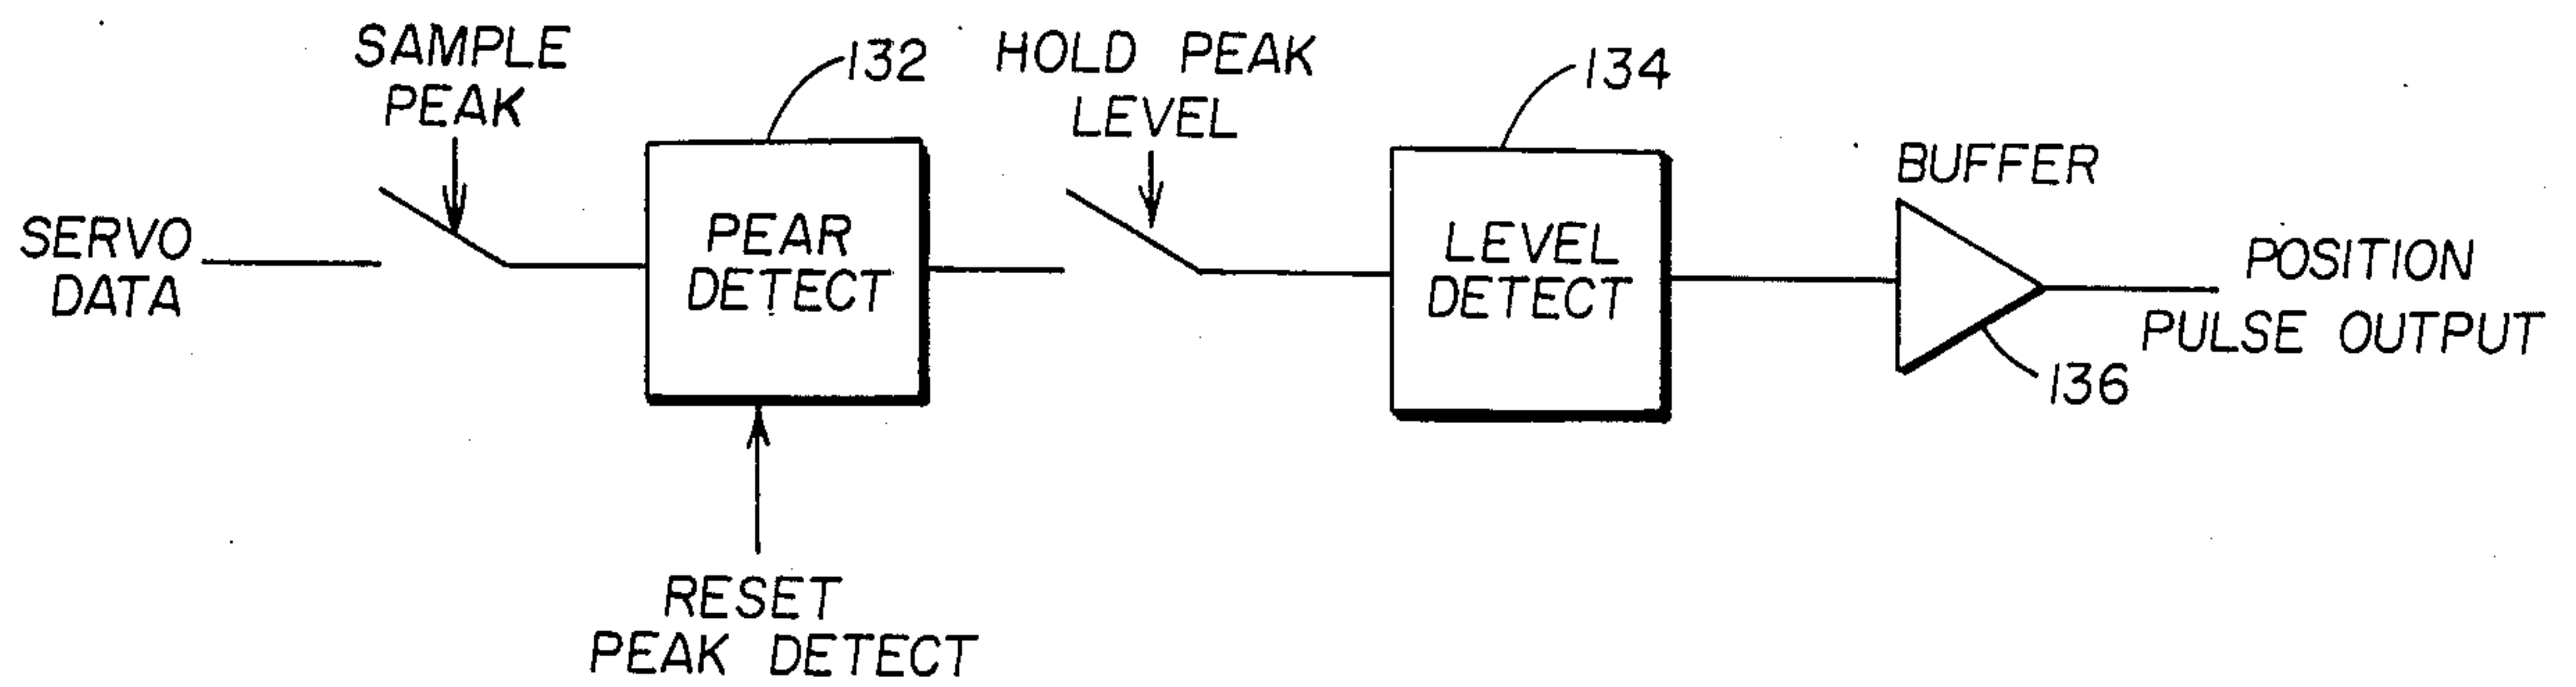 SAMPLE
PEAK
132
HOLD PEAK
LEVEL
134
BUFFER
SERVO
DATA
PEAR
DETECT
LEVEL
DETECT
POSITION
PULSE OUTPUT
136
RESET
PEAK DETECT